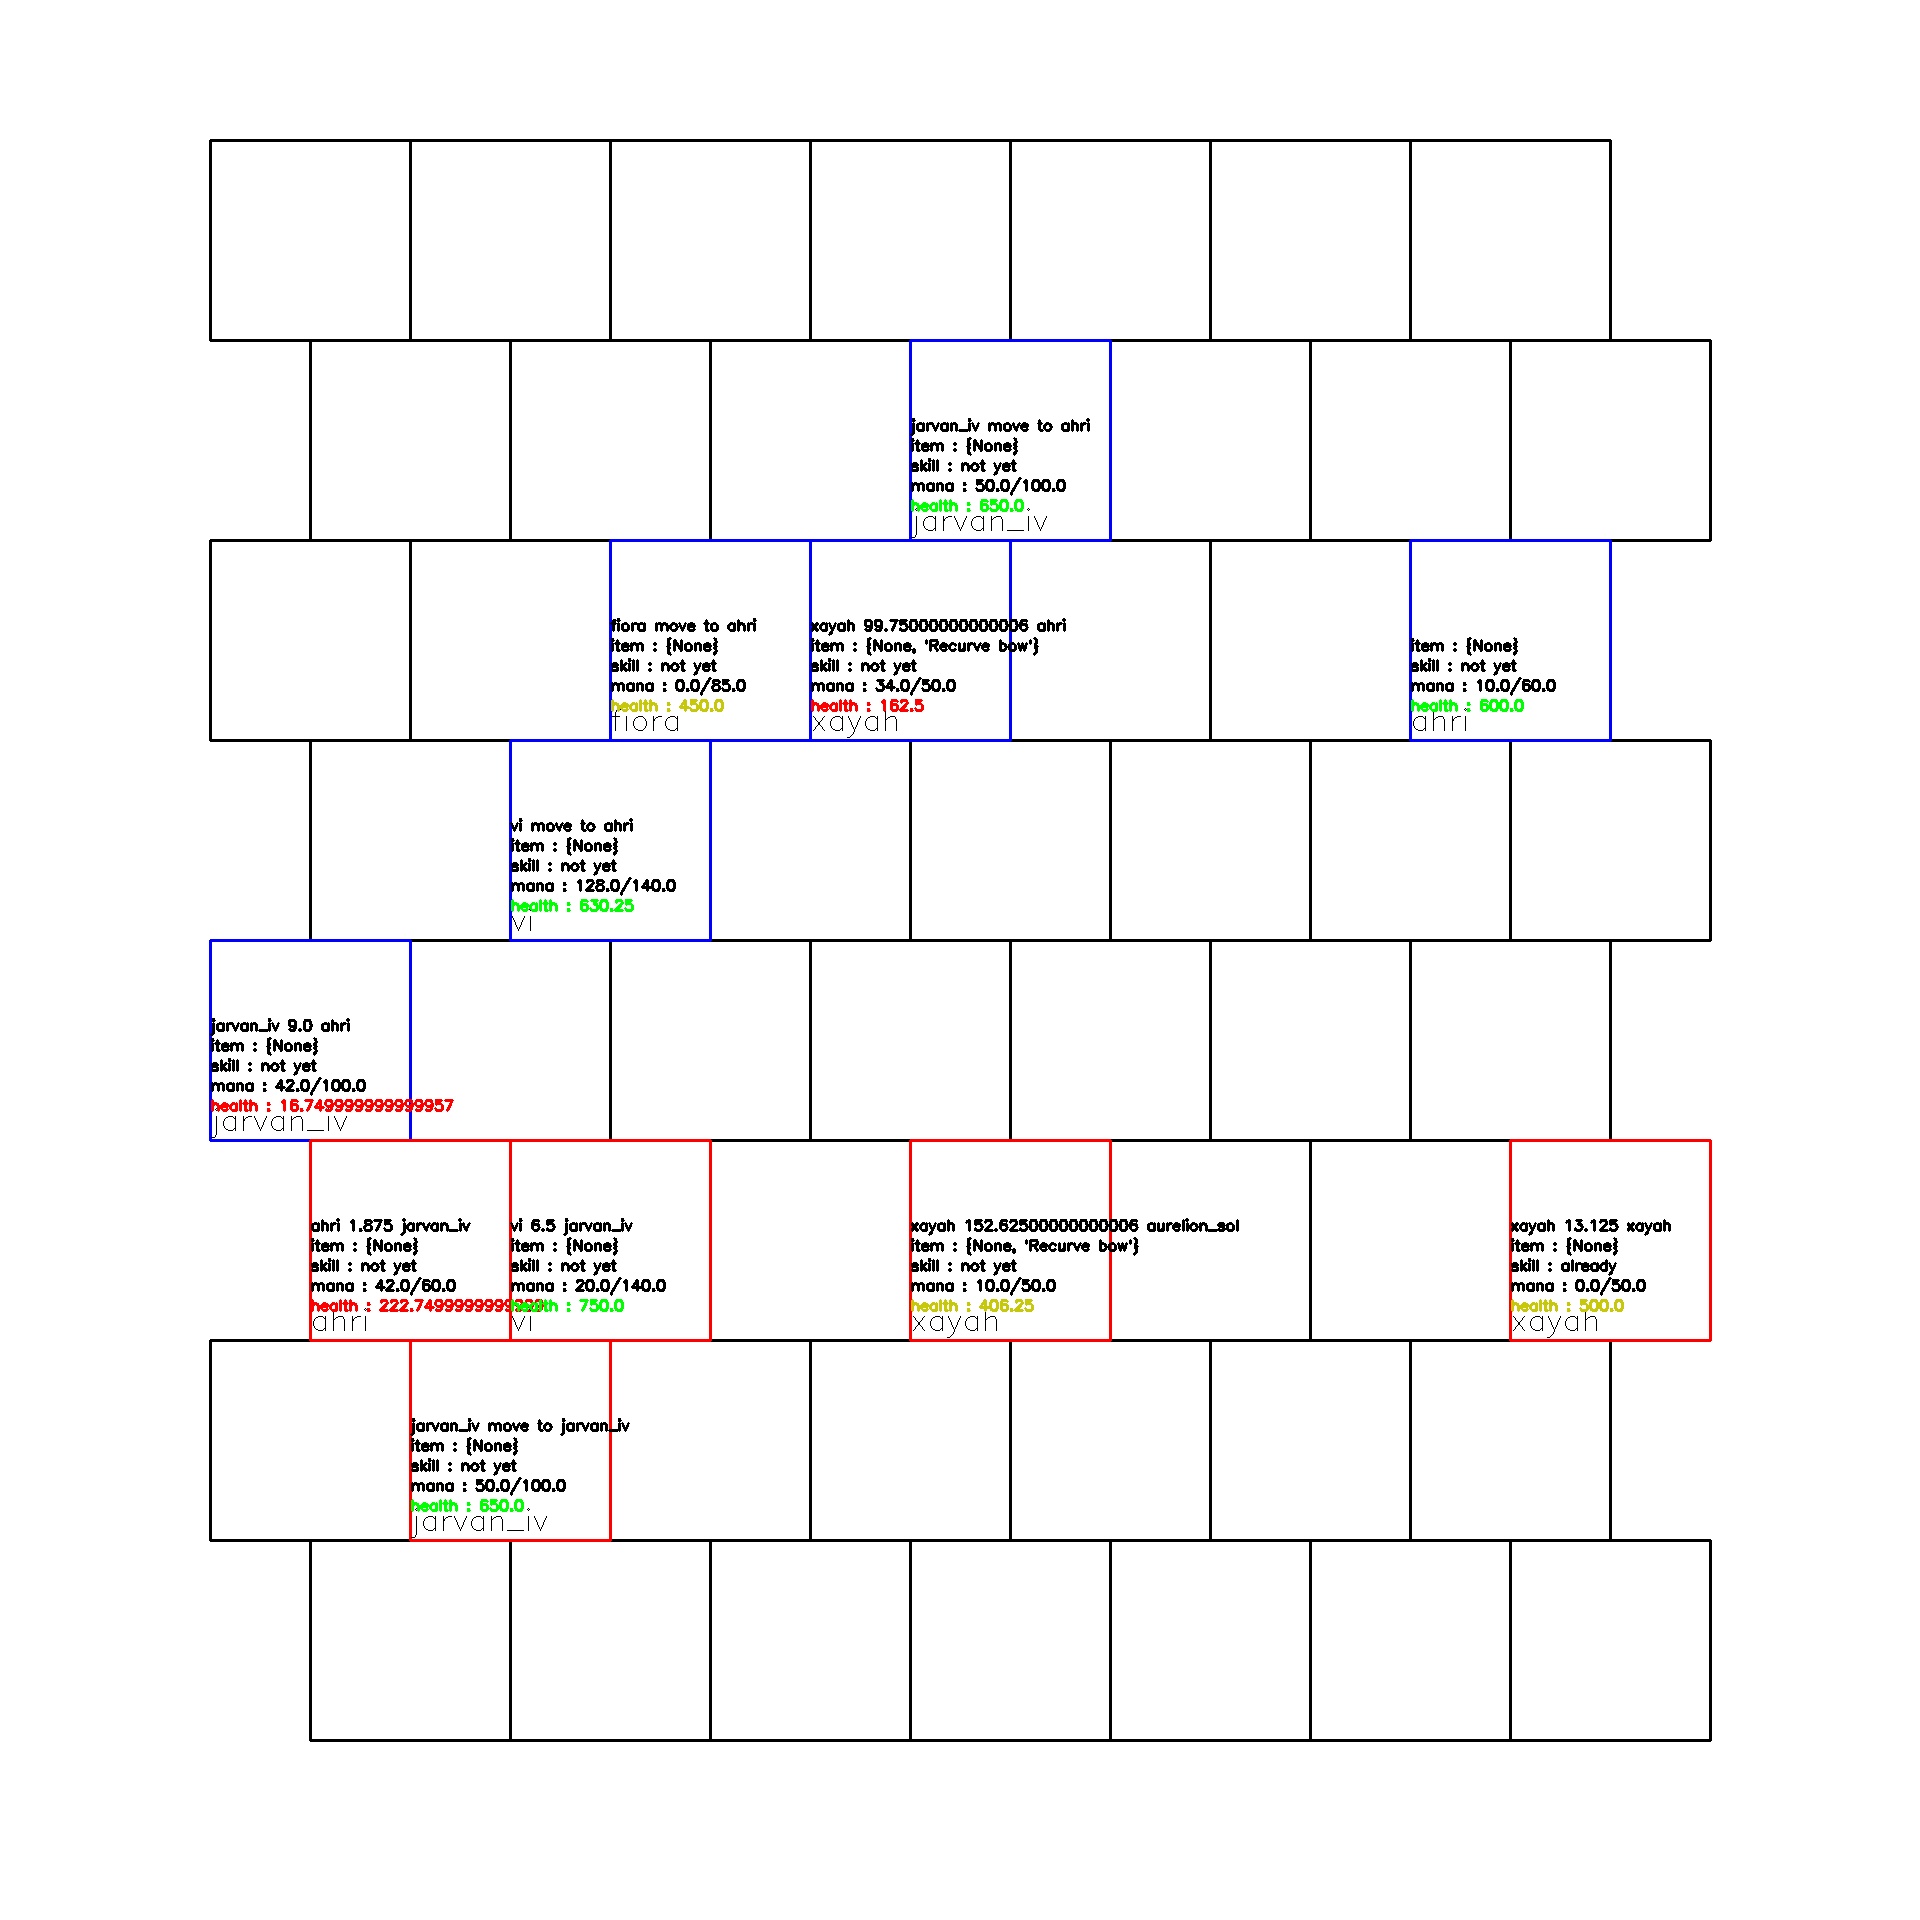 jarvan_iv move to ahri
item : {None}
skill : not yet
mana : 50.0/100.0
health : 650.0
jarvan_iv
fiora move to ahri
item : {None}
skill : not yet
mana : 0.0/85.0
health : 450.0
fiora
xayah 99.75000000000006 ahri
item : {None, 'Recurve bow'}
skill : not yet
mana : 34.0/50.0
health : 162.5
xayah
item : {None}
skill : not yet
mana : 10.0/60.0
health : 600.0
ahri
vi move to ahri
item : {None}
skill : not yet
mana : 128.0/140.0
health : 630.25
vi
jarvan_iv 9.0 ahri
item : {None}
skill : not yet
mana : 42.0/100.0
health : 16.749999999999957
jarvan_iv
ahri 1.875 jarvan_iv
item : {None}
skill : not yet
mana : 42.0/60.0
health :
ahri
vi 6.5 jarvan_iv
item : {None}
skill : not yet
mana : 20.0/140.0
health : 750.0
vi
xayah 152.62500000000006 aurelion_sol
item : {None, 'Recurve bow'}
skill : not yet
mana : 10.0/50.0
health : 406.25
xayah
xayah 13.125 xayah
item : {None}
skill : already
mana : 0.0/50.0
health : 500.0
xayah
jarvan_iv move to jarvan_iv
item : {None}
skill : not yet
mana : 50.0/100.0
health : 650.0
jarvan_iv